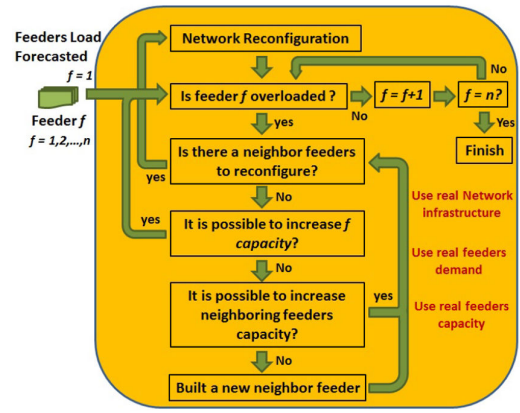 Feeders Load
Forecasted
f = 1
Feeder f
f = 1,2,...,n
Network Reconfiguration
Is feeder f overloaded ?
No
f = f+1
f = n?
No
Yes
Finish
yes
Is there a neighbor feeders
to reconfigure?
yes
No
It is possible to increase f
capacity?
yes
No
It is possible to increase
neighboring feeders
capacity?
yes
No
Built a new neighbor feeder
Use real Network
infrastructure
Use real feeders
demand
Use real feeders
capacity